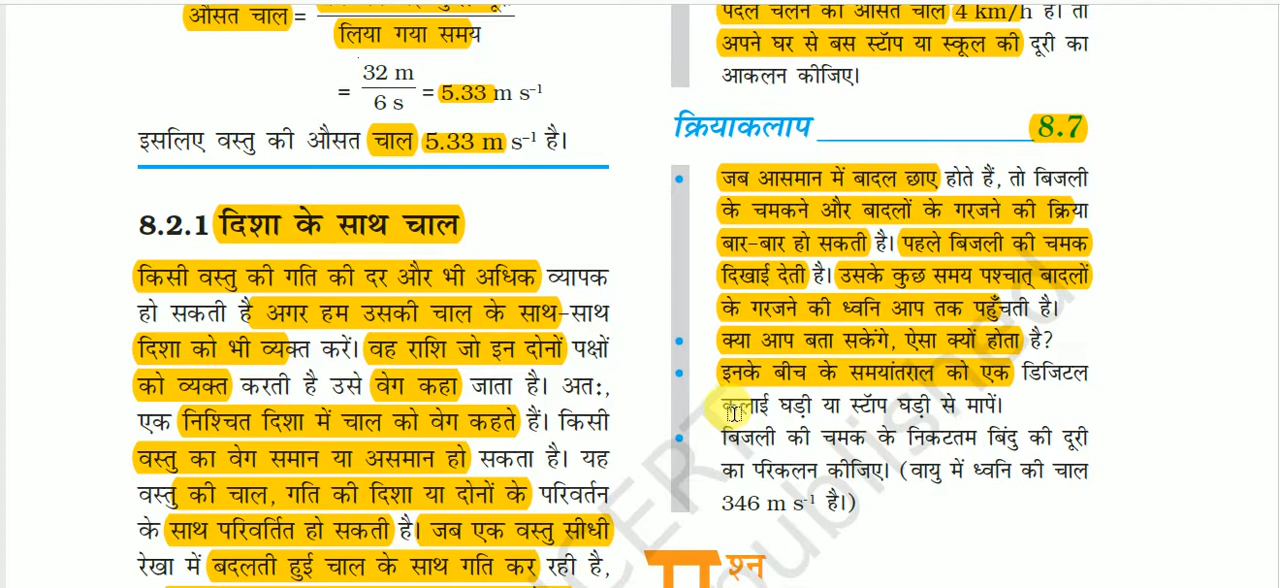 औसत चाल =
लिया गया समय
= 32 m / 6 s = 5.33 m s⁻¹
इसलिए वस्तु की औसत चाल 5.33 m s⁻¹ है।
8.2.1 दिशा के साथ चाल
किसी वस्तु की गति की दर और भी अधिक व्यापक
हो सकती है अगर हम उसकी चाल के साथ-साथ
दिशा को भी व्यक्त करें। वह राशि जो इन दोनों पक्षों
को व्यक्त करती है उसे वेग कहा जाता है। अतः,
एक निश्चित दिशा में चाल को वेग कहते हैं। किसी
वस्तु का वेग समान या असमान हो सकता है। यह
वस्तु की चाल, गति की दिशा या दोनों के परिवर्तन
के साथ परिवर्तित हो सकती है। जब एक वस्तु सीधी
रेखा में बदलती हुई चाल के साथ गति कर रही है,
पैदल चलने की औसत चाल 4 km/h है। तो
अपने घर से बस स्टॉप या स्कूल की दूरी का
आकलन कीजिए।
क्रियाकलाप 8.7
• जब आसमान में बादल छाए होते हैं, तो बिजली
के चमकने और बादलों के गरजने की क्रिया
बार-बार हो सकती है। पहले बिजली की चमक
दिखाई देती है। उसके कुछ समय पश्चात् बादलों
के गरजने की ध्वनि आप तक पहुँचती है।
• क्या आप बता सकेंगे, ऐसा क्यों होता है?
• इनके बीच के समयांतराल को एक डिजिटल
कलाई घड़ी या स्टॉप घड़ी से मापें।
• बिजली की चमक के निकटतम बिंदु की दूरी
का परिकलन कीजिए। (वायु में ध्वनि की चाल
346 m s⁻¹ है।)
प्रश्न
NCERT
published